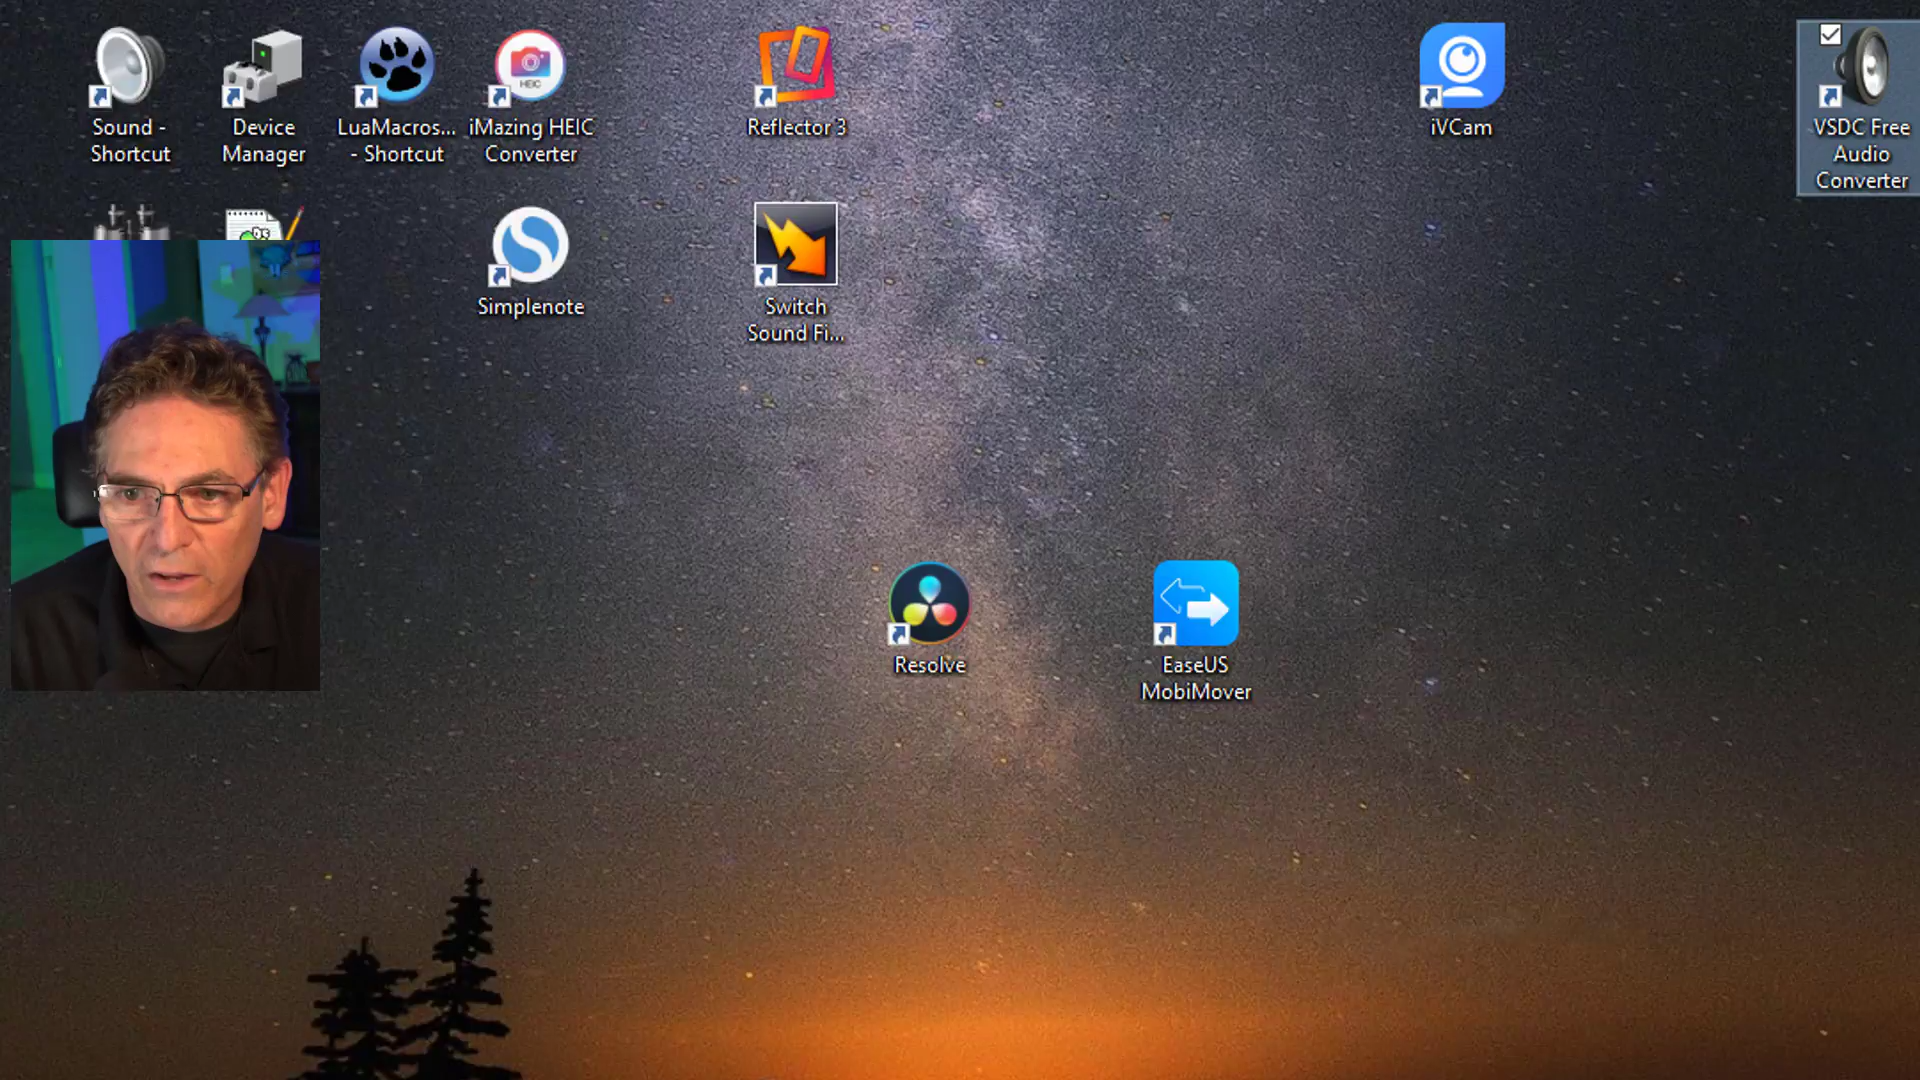 Sound -
Shortcut
Device
Manager
LuaMacros...
- Shortcut
iMazing HEIC
Converter
HEIC
Reflector 3
iVCam
VSDC Free
Audio
Converter
Simplenote
Switch
Sound Fi...
Resolve
EaseUS
MobiMover